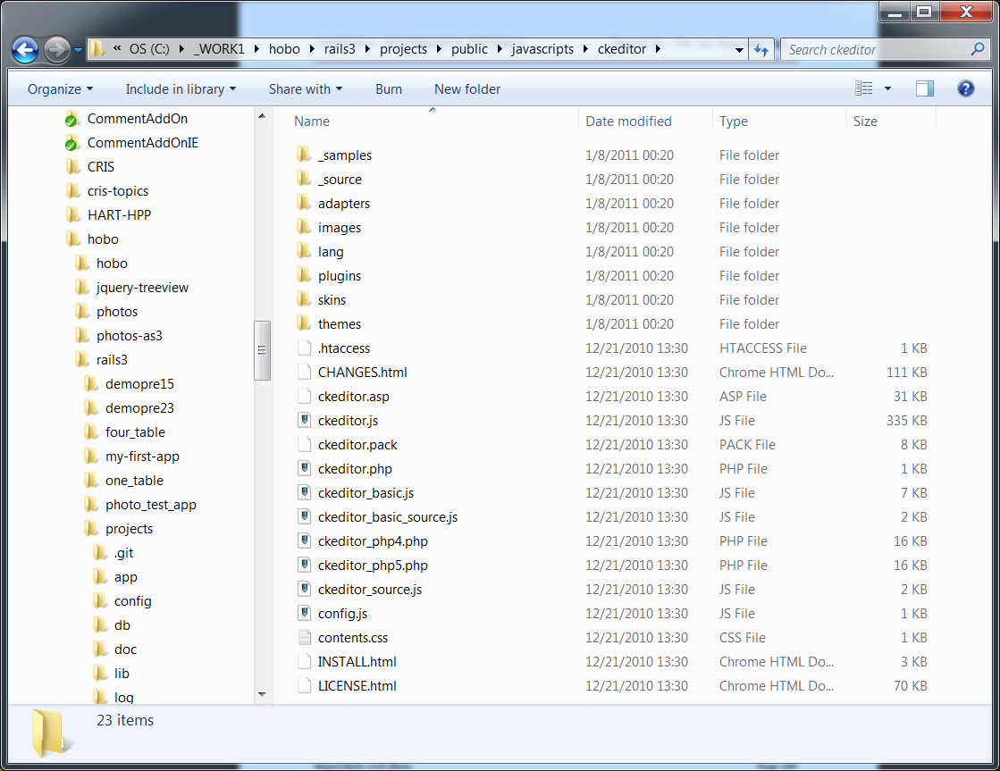 « OS (C:) ▸ _WORK1 ▸ hobo ▸ rails3 ▸ projects ▸ public ▸ javascripts ▸ ckeditor ▸
Search ckeditor
Organize Include in library Share with Burn New folder
CommentAddOn
CommentAddOnIE
CRIS
cris-topics
HART-HPP
hobo
hobo
jquery-treeview
photos
photos-as3
rails3
demopre15
demopre23
four_table
my-first-app
one_table
photo_test_app
projects
.git
app
config
db
doc
lib
log
Name Date modified Type Size
_samples 1/8/2011 00:20 File folder
_source 1/8/2011 00:20 File folder
adapters 1/8/2011 00:20 File folder
images 1/8/2011 00:20 File folder
lang 1/8/2011 00:20 File folder
plugins 1/8/2011 00:20 File folder
skins 1/8/2011 00:20 File folder
themes 1/8/2011 00:20 File folder
.htaccess 12/21/2010 13:30 HTACCESS File 1 KB
CHANGES.html 12/21/2010 13:30 Chrome HTML Do... 111 KB
ckeditor.asp 12/21/2010 13:30 ASP File 31 KB
ckeditor.js 12/21/2010 13:30 JS File 335 KB
ckeditor.pack 12/21/2010 13:30 PACK File 8 KB
ckeditor.php 12/21/2010 13:30 PHP File 1 KB
ckeditor_basic.js 12/21/2010 13:30 JS File 7 KB
ckeditor_basic_source.js 12/21/2010 13:30 JS File 2 KB
ckeditor_php4.php 12/21/2010 13:30 PHP File 16 KB
ckeditor_php5.php 12/21/2010 13:30 PHP File 16 KB
ckeditor_source.js 12/21/2010 13:30 JS File 2 KB
config.js 12/21/2010 13:30 JS File 1 KB
contents.css 12/21/2010 13:30 CSS File 1 KB
INSTALL.html 12/21/2010 13:30 Chrome HTML Do... 3 KB
LICENSE.html 12/21/2010 13:30 Chrome HTML Do... 70 KB
23 items